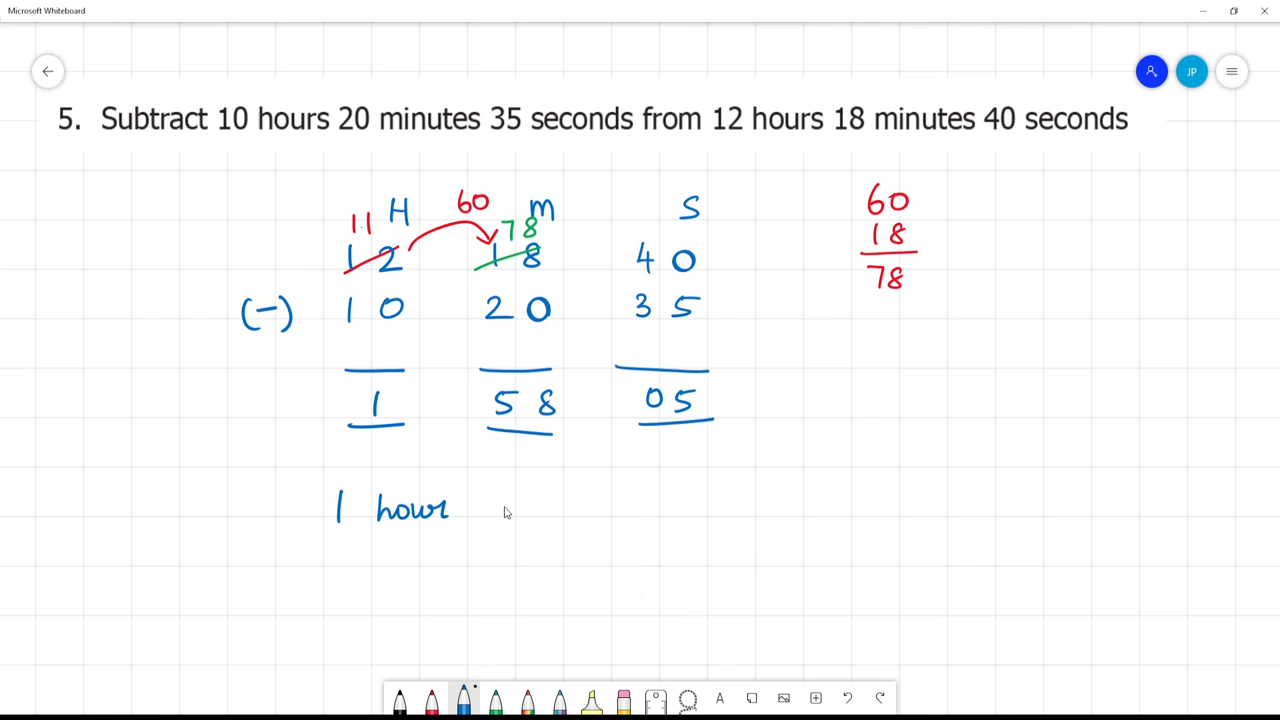 Microsoft Whiteboard
JP
5. Subtract 10 hours 20 minutes 35 seconds from 12 hours 18 minutes 40 seconds
11 H 60 m S
78
12 18 40
(-) 10 20 35
1 58 05
1 hour
60
18
78
A